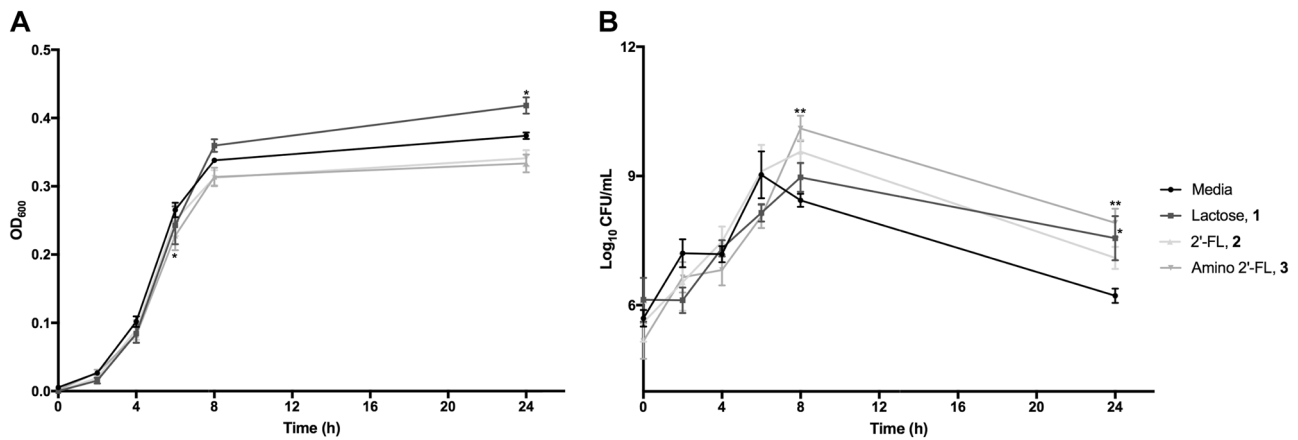 A
0.5
0.4
0.3
0.2
0.1
0.0
OD600
0 4 8 12 16 20 24
Time (h)
*
*
B
12
9
6
Log10 CFU/mL
0 4 8 12 16 20 24
Time (h)
**
**
*
Media
Lactose, 1
2'-FL, 2
Amino 2'-FL, 3